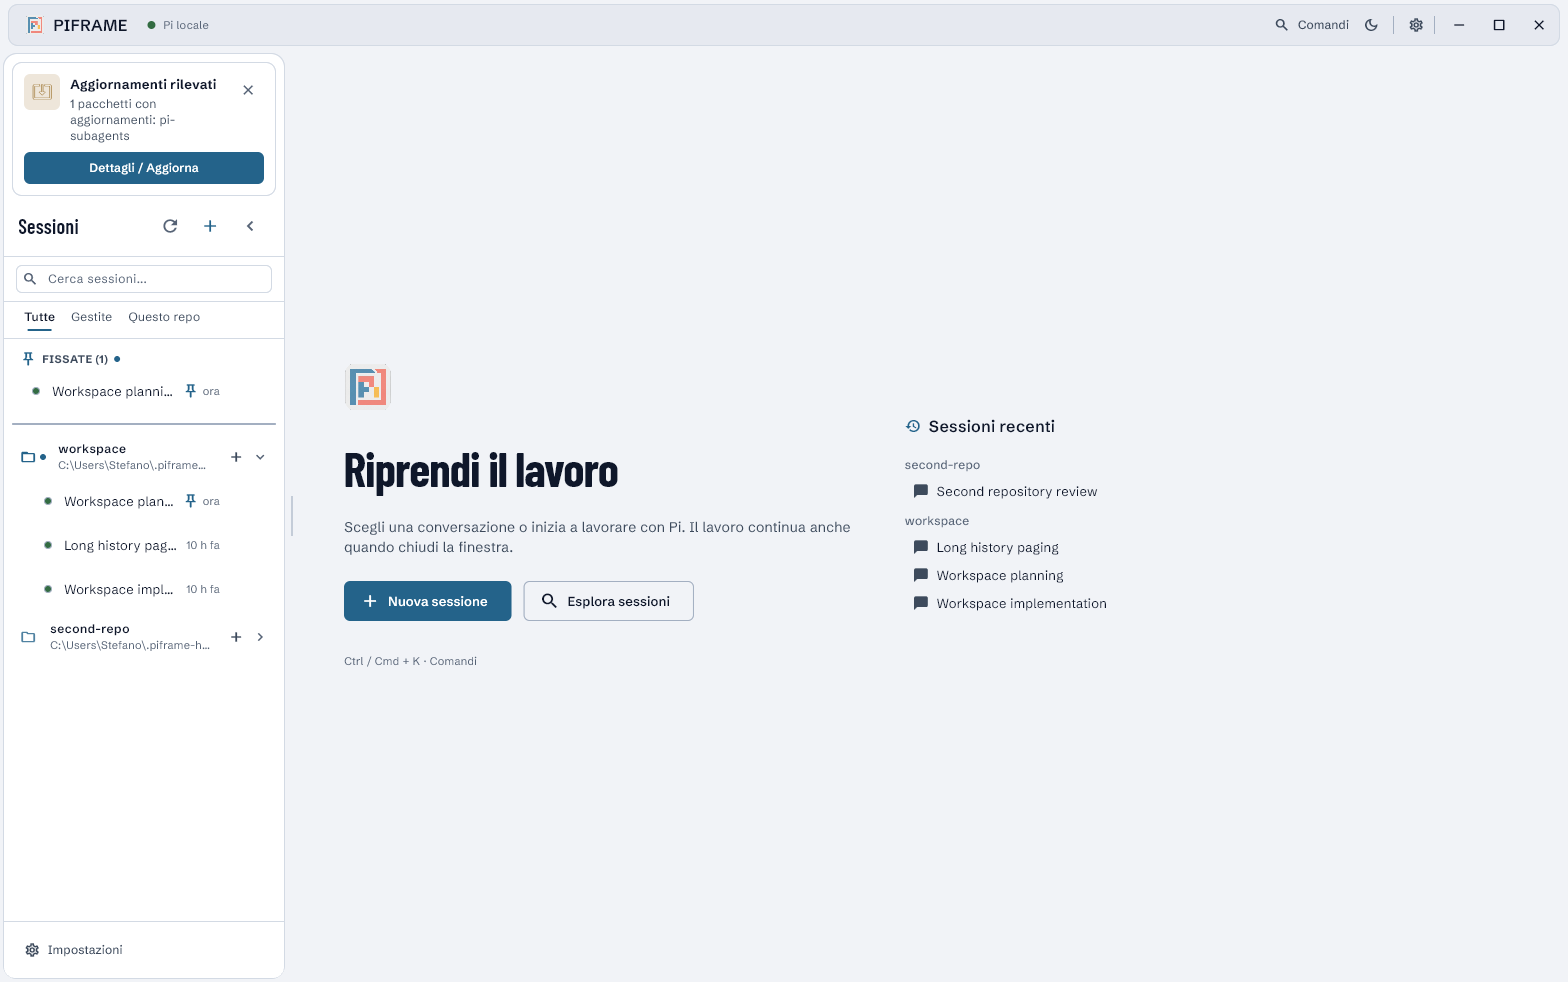 PIFRAME
Pi locale
Comandi
Aggiornamenti rilevati
1 pacchetti con
aggiornamenti: pi-
subagents
Dettagli / Aggiorna
Sessioni
Cerca sessioni...
Tutte Gestite Questo repo
FISSATE (1)
Workspace planni... ora
workspace
C:\Users\Stefano\.piframe...
Workspace plan... ora
Long history pag... 10 h fa
Workspace impl... 10 h fa
second-repo
C:\Users\Stefano\.piframe-h...
Impostazioni
Riprendi il lavoro
Scegli una conversazione o inizia a lavorare con Pi. Il lavoro continua anche
quando chiudi la finestra.
Nuova sessione
Esplora sessioni
Ctrl / Cmd + K · Comandi
Sessioni recenti
second-repo
Second repository review
workspace
Long history paging
Workspace planning
Workspace implementation